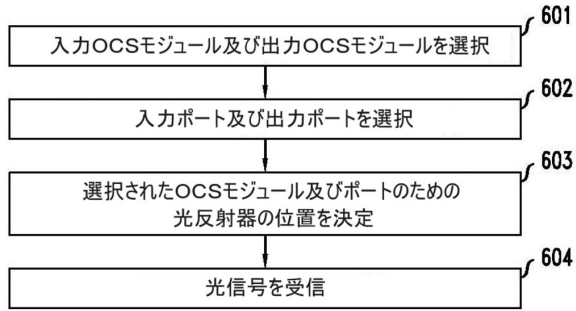 601
入力OCSモジュール及び出力OCSモジュールを選択
602
入力ポート及び出力ポートを選択
603
選択されたOCSモジュール及びポートのための
光反射器の位置を決定
604
光信号を受信